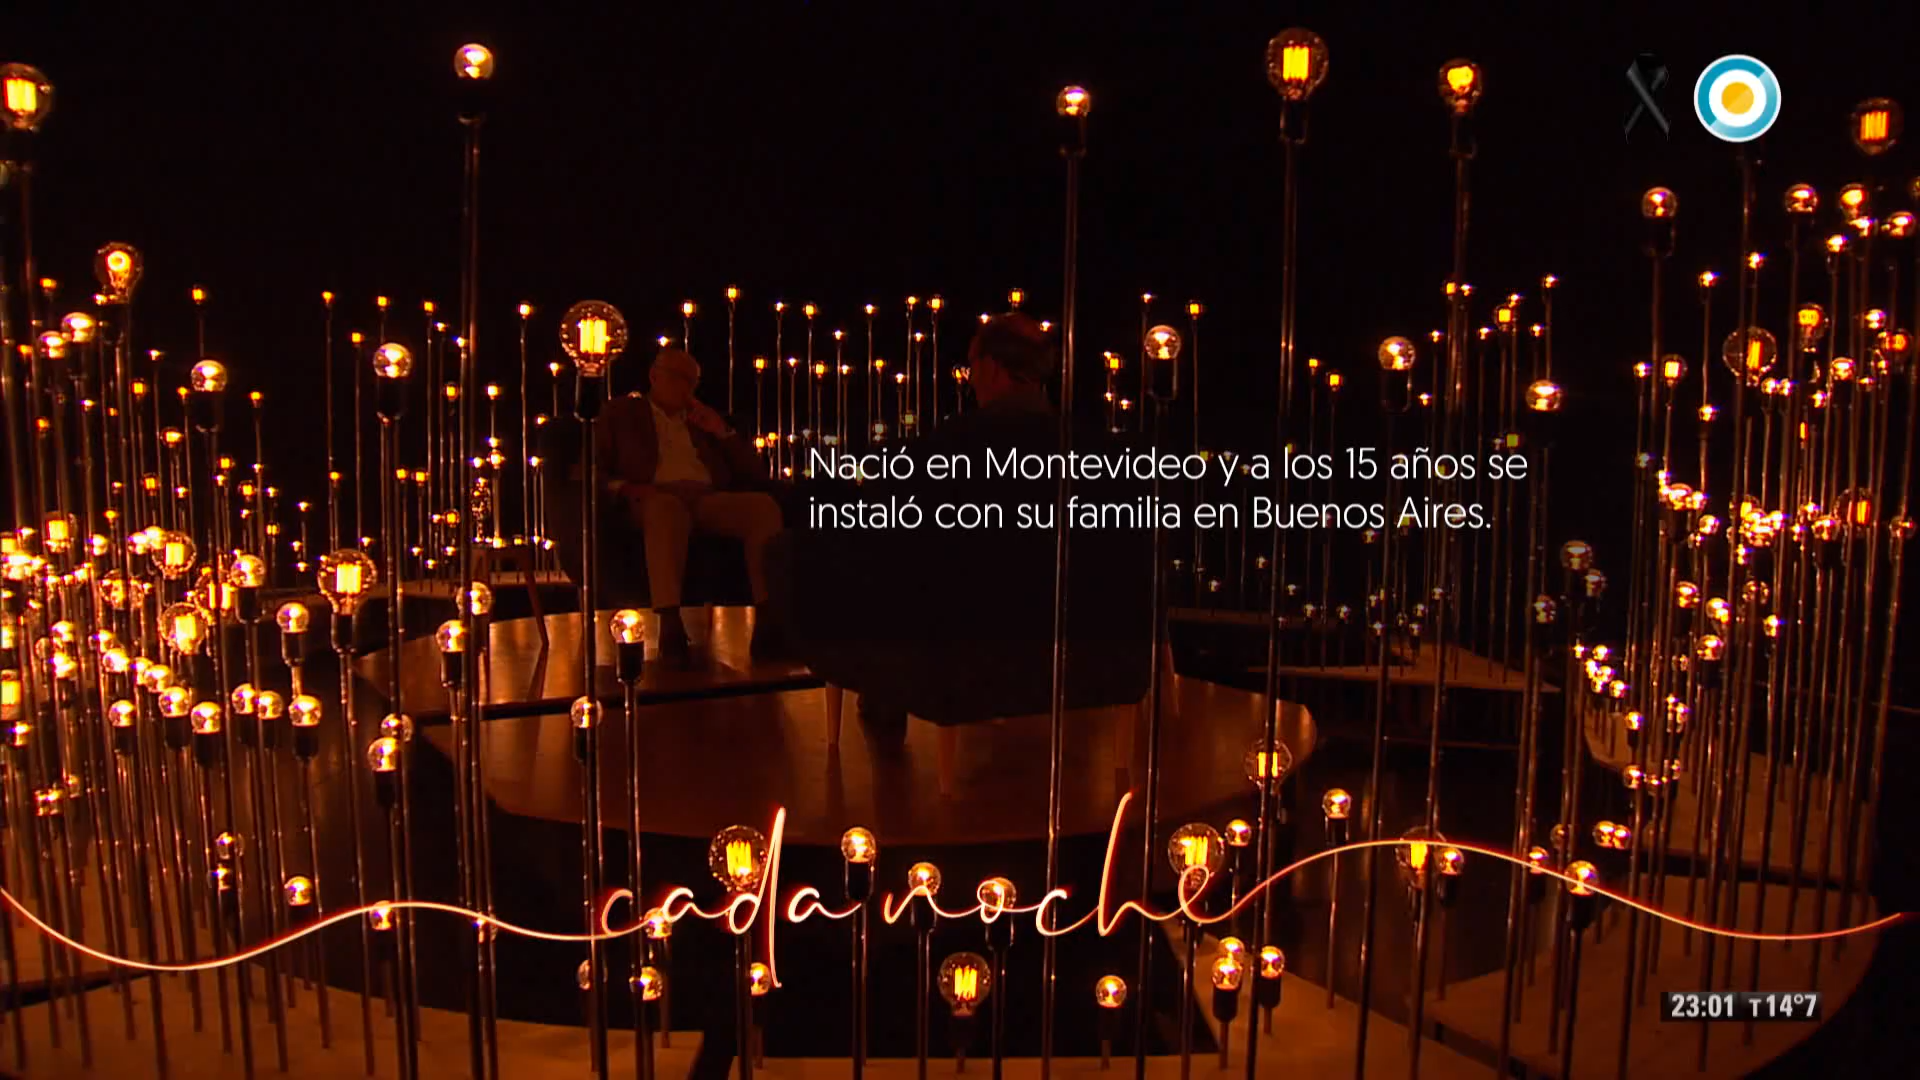 Nació en Montevideo y a los 15 años se
instaló con su familia en Buenos Aires.
cada noche
23:01 T14°7